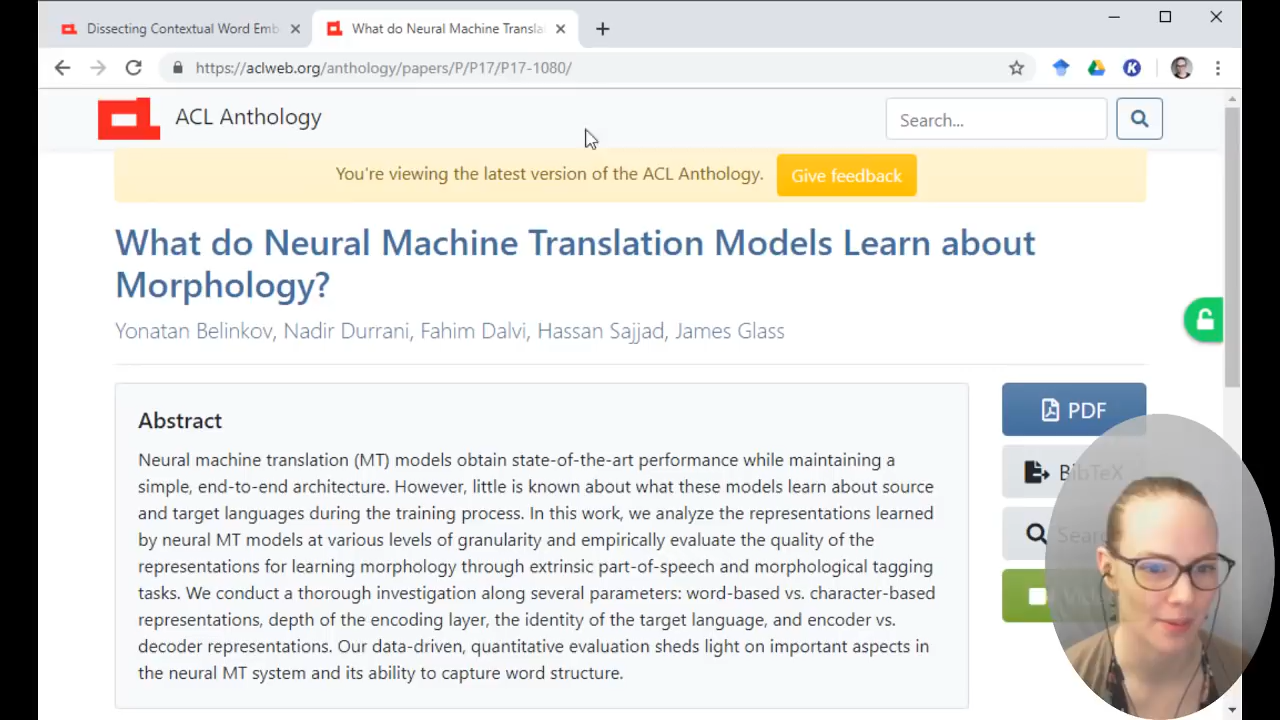 Dissecting Contextual Word Emb
What do Neural Machine Transla
https://aclweb.org/anthology/papers/P/P17/P17-1080/
K
ACL Anthology
Search...
You're viewing the latest version of the ACL Anthology.
Give feedback
What do Neural Machine Translation Models Learn about
Morphology?
Yonatan Belinkov, Nadir Durrani, Fahim Dalvi, Hassan Sajjad, James Glass
Abstract
PDF
Neural machine translation (MT) models obtain state-of-the-art performance while maintaining a
simple, end-to-end architecture. However, little is known about what these models learn about source
and target languages during the training process. In this work, we analyze the representations learned
by neural MT models at various levels of granularity and empirically evaluate the quality of the
representations for learning morphology through extrinsic part-of-speech and morphological tagging
tasks. We conduct a thorough investigation along several parameters: word-based vs. character-based
representations, depth of the encoding layer, the identity of the target language, and encoder vs.
decoder representations. Our data-driven, quantitative evaluation sheds light on important aspects in
the neural MT system and its ability to capture word structure.
BibTeX
Search